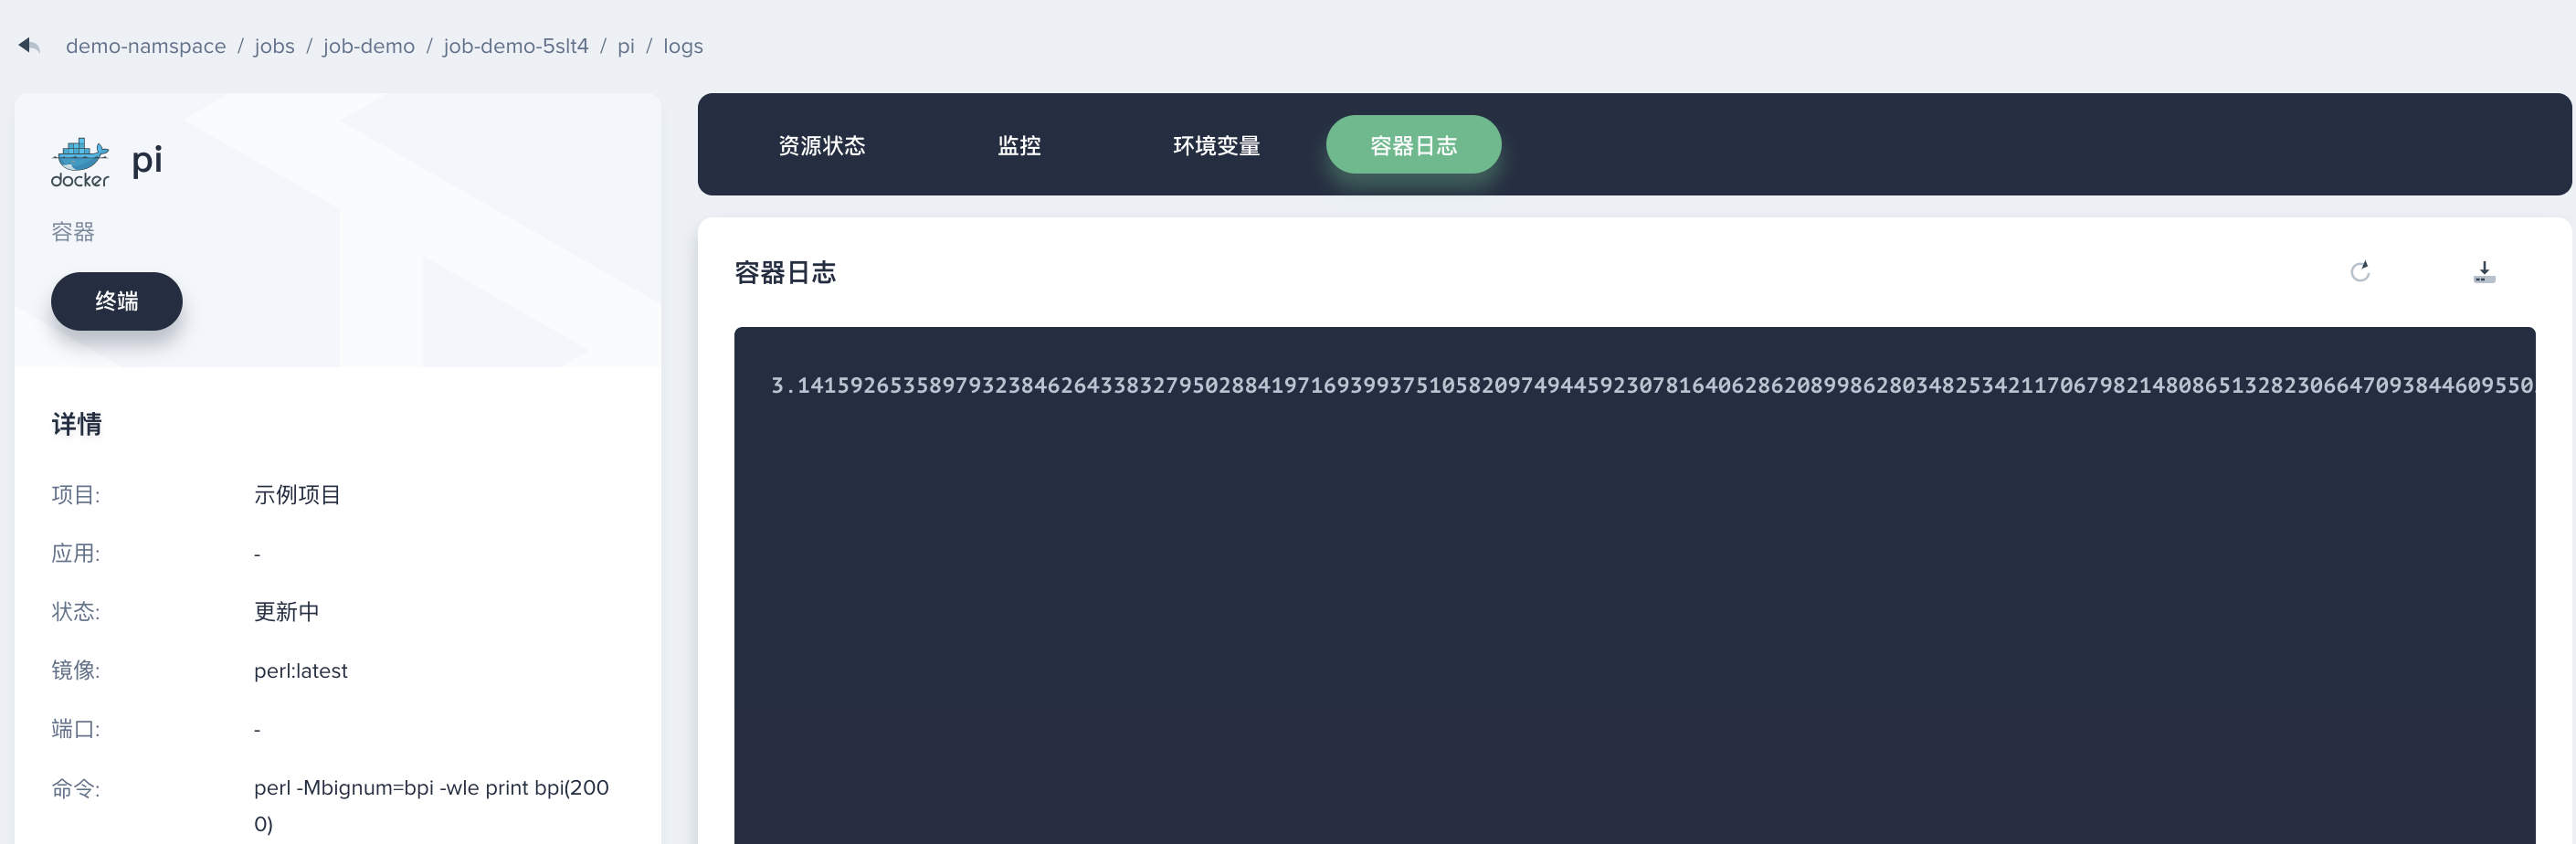 demo-namspace / jobs / job-demo / job-demo-5slt4 / pi / logs
docker
pi
容器
终端
详情
项目: 示例项目
应用: -
状态: 更新中
镜像: perl:latest
端口: -
命令: perl -Mbignum=bpi -wle print bpi(200
0)
资源状态 监控 环境变量 容器日志
容器日志
3.141592653589793238462643383279502884197169399375105820974944592307816406286208998628034825342117067982148086513282306647093844609550